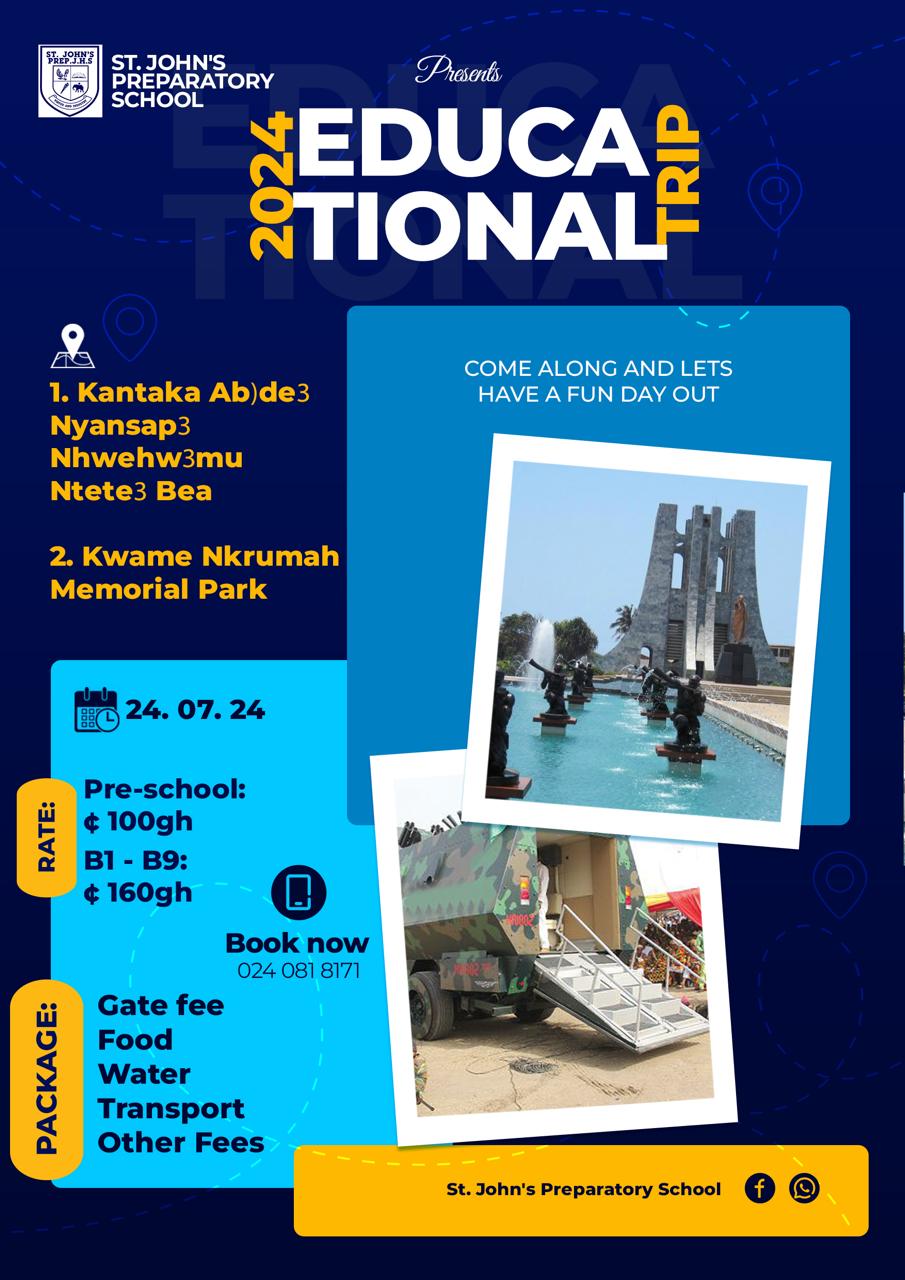 ST. JOHN'S
PREP.J.H.S
ST. JOHN'S
PREPARATORY
SCHOOL
Presents
2024
EDUCA
TIONAL
TRIP
COME ALONG AND LETS
HAVE A FUN DAY OUT
1. Kantaka Ab)de3
Nyansap3
Nhwehw3mu
Ntete3 Bea
2. Kwame Nkrumah
Memorial Park
24. 07. 24
RATE:
Pre-school:
¢ 100gh
B1 - B9:
¢ 160gh
Book now
024 081 8171
PACKAGE:
Gate fee
Food
Water
Transport
Other Fees
St. John's Preparatory School